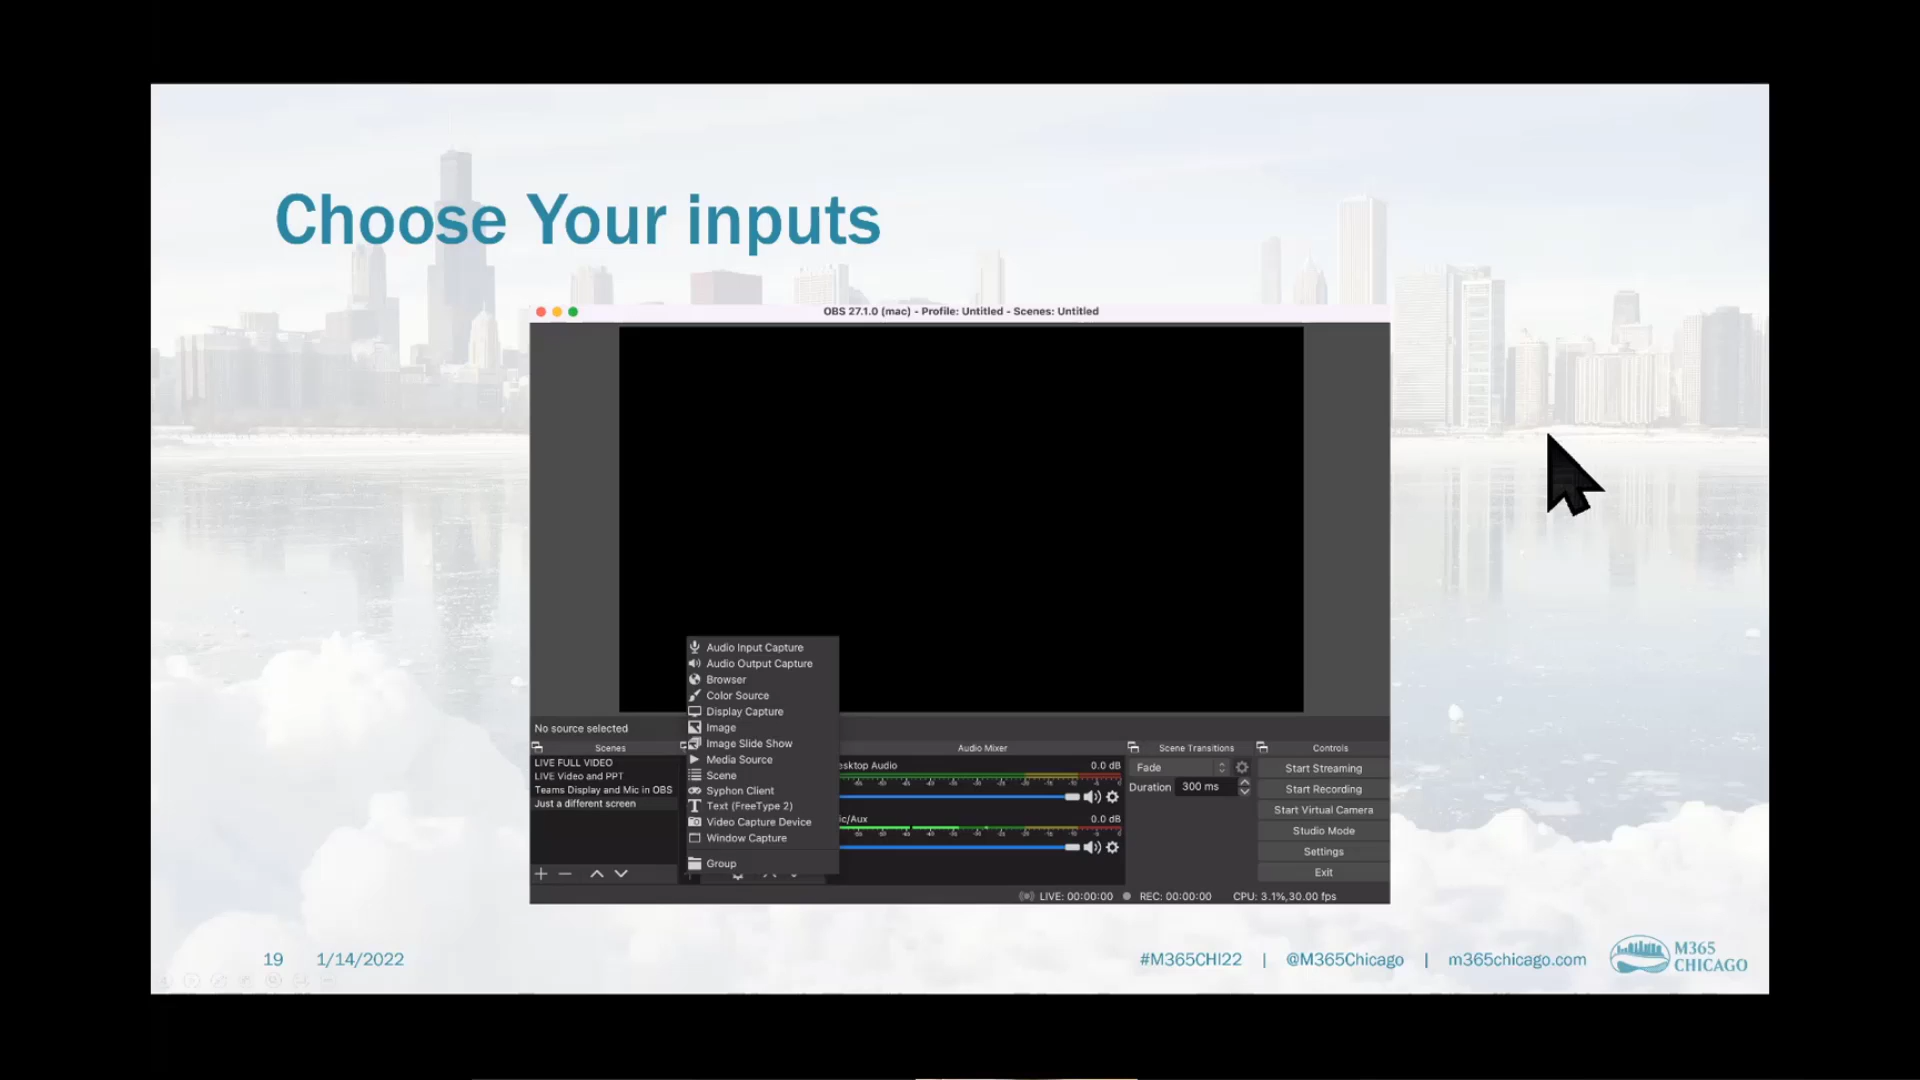 Choose Your inputs
OBS 27.1.0 (mac) - Profile: Untitled - Scenes: Untitled
Audio Input Capture
Audio Output Capture
Browser
Color Source
Display Capture
Image
Image Slide Show
Media Source
Scene
Syphon Client
Text (FreeType 2)
Video Capture Device
Window Capture
Group
No source selected
Scenes
LIVE FULL VIDEO
LIVE Video and PPT
Teams Display and Mic in OBS
Just a different screen
Audio Mixer
esktop Audio 0.0 dB
ic/Aux 0.0 dB
Scene Transitions
Fade
Duration 300 ms
Controls
Start Streaming
Start Recording
Start Virtual Camera
Studio Mode
Settings
Exit
LIVE: 00:00:00 REC: 00:00:00 CPU: 3.1%,30.00 fps
19 1/14/2022
#M365CHI22 | @M365Chicago | m365chicago.com
M365
CHICAGO